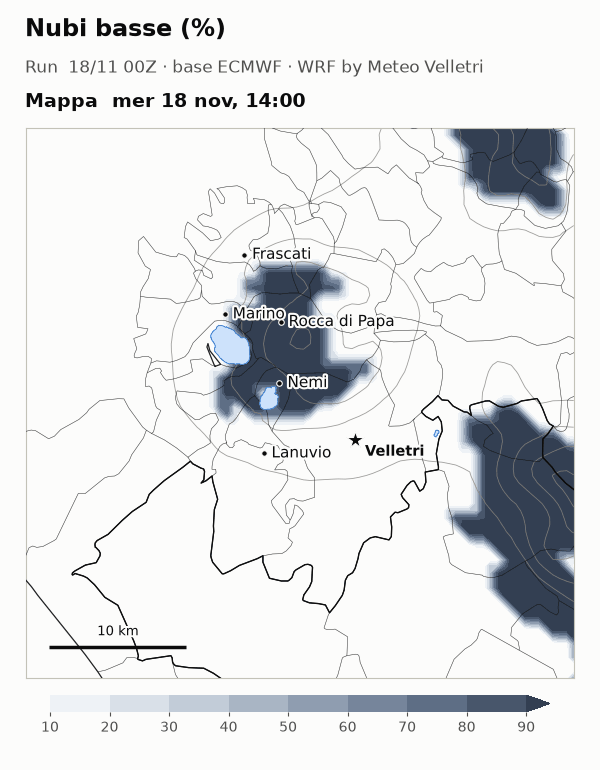 Nubi basse (%)
Run  18/11 00Z · base ECMWF · WRF by Meteo Velletri
Mappa  mer 18 nov, 14:00
Frascati
Marino
Rocca di Papa
Nemi
Velletri
Lanuvio
10 km
10 20 30 40 50 60 70 80 90